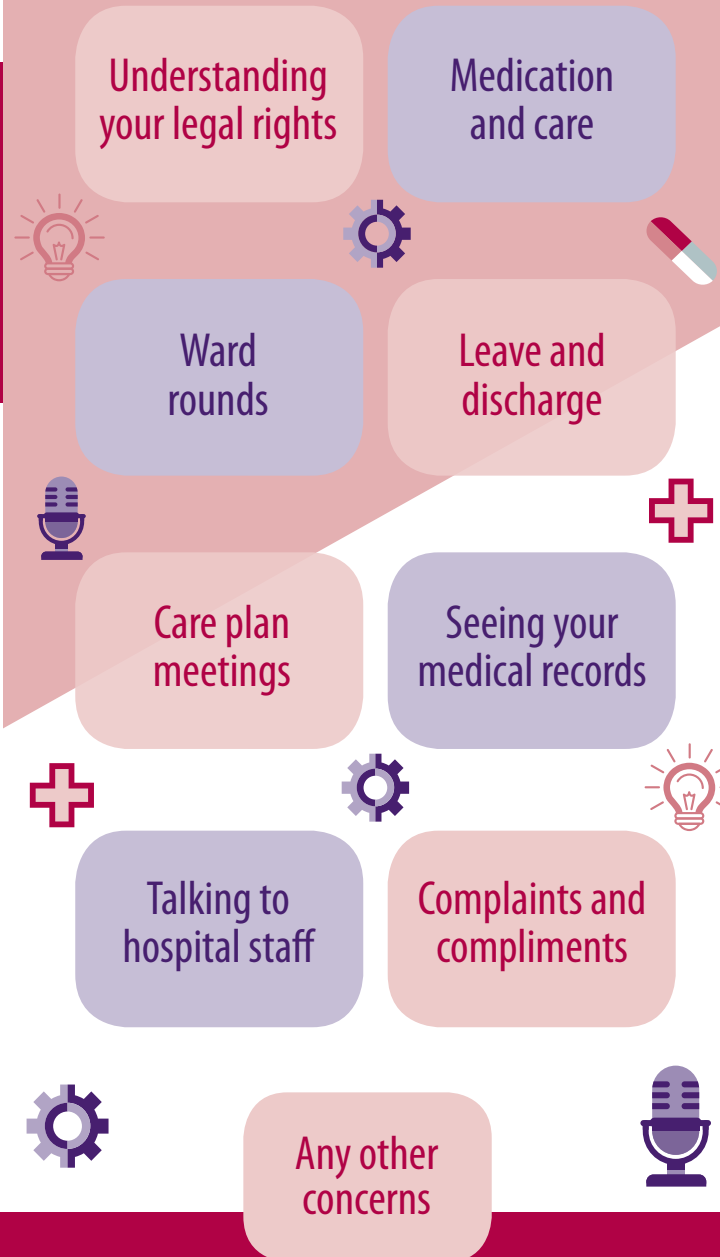 Understanding
your legal rights
Medication
and care
Ward
rounds
Leave and
discharge
Care plan
meetings
Seeing your
medical records
Talking to
hospital staff
Complaints and
compliments
Any other
concerns